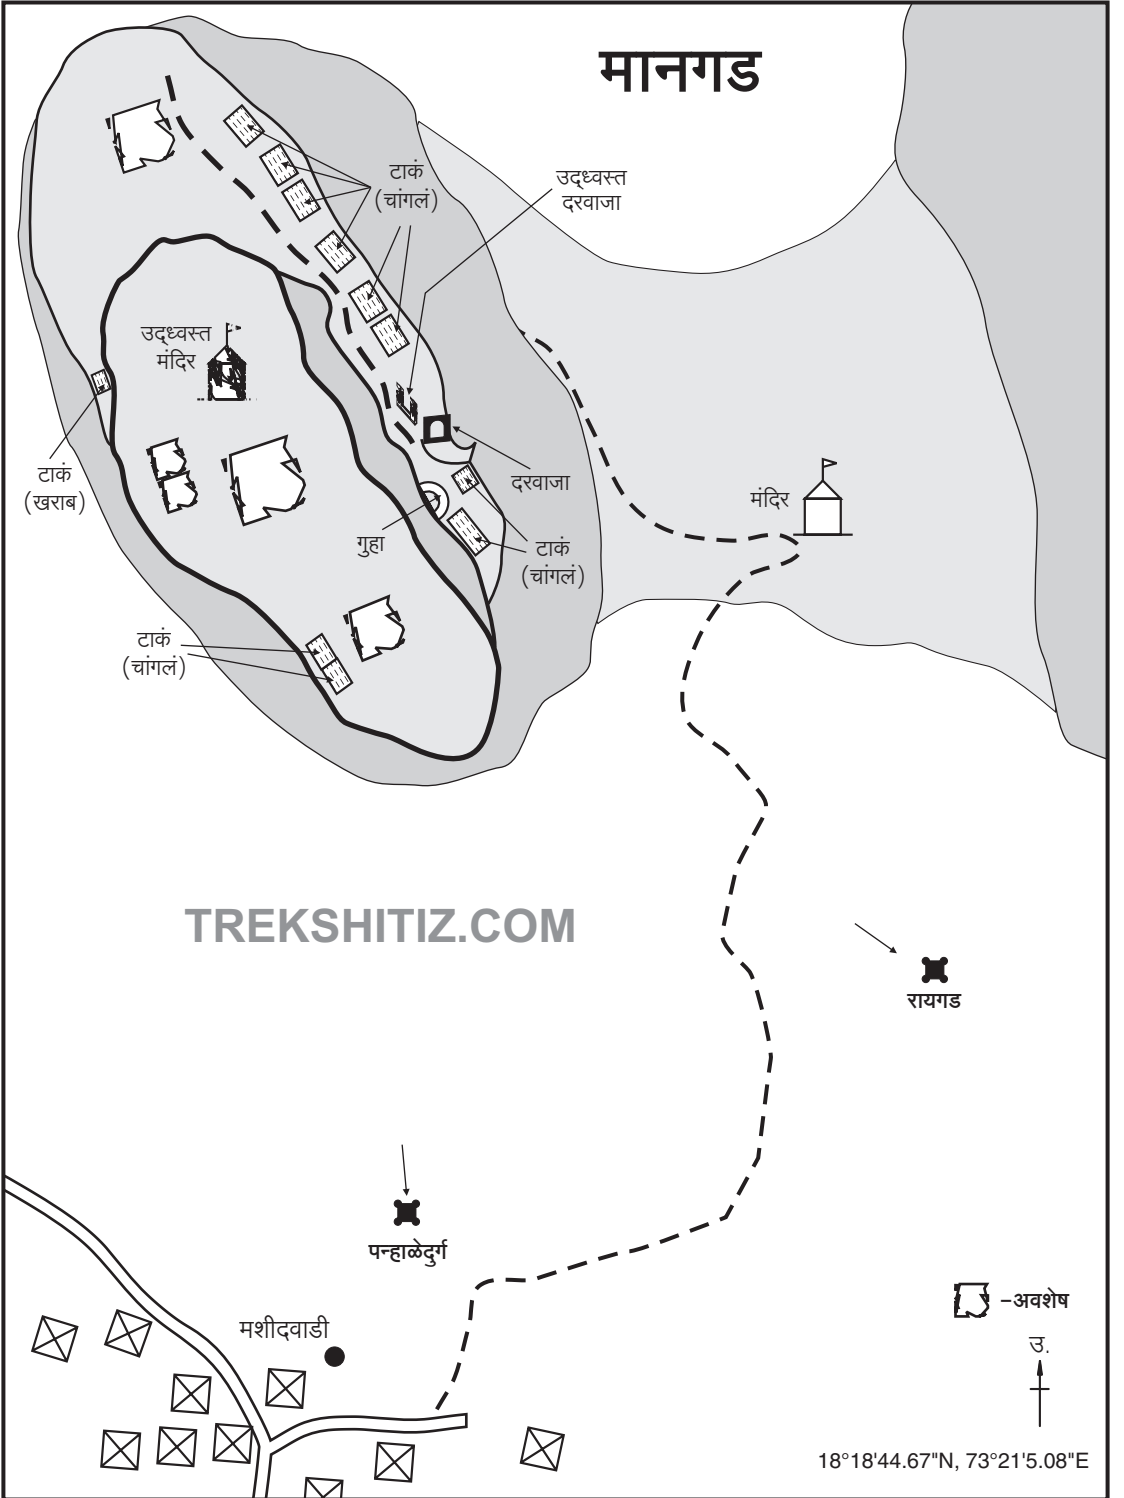 मानगड
टाकं
(चांगलं)
उद्ध्वस्त
दरवाजा
उद्ध्वस्त
मंदिर
टाकं
(खराब)
दरवाजा
मंदिर
गुहा
टाकं
(चांगलं)
टाकं
(चांगलं)
TREKSHITIZ.COM
रायगड
पन्हाळेदुर्ग
मशीदवाडी
-अवशेष
उ.
18°18'44.67"N, 73°21'5.08"E